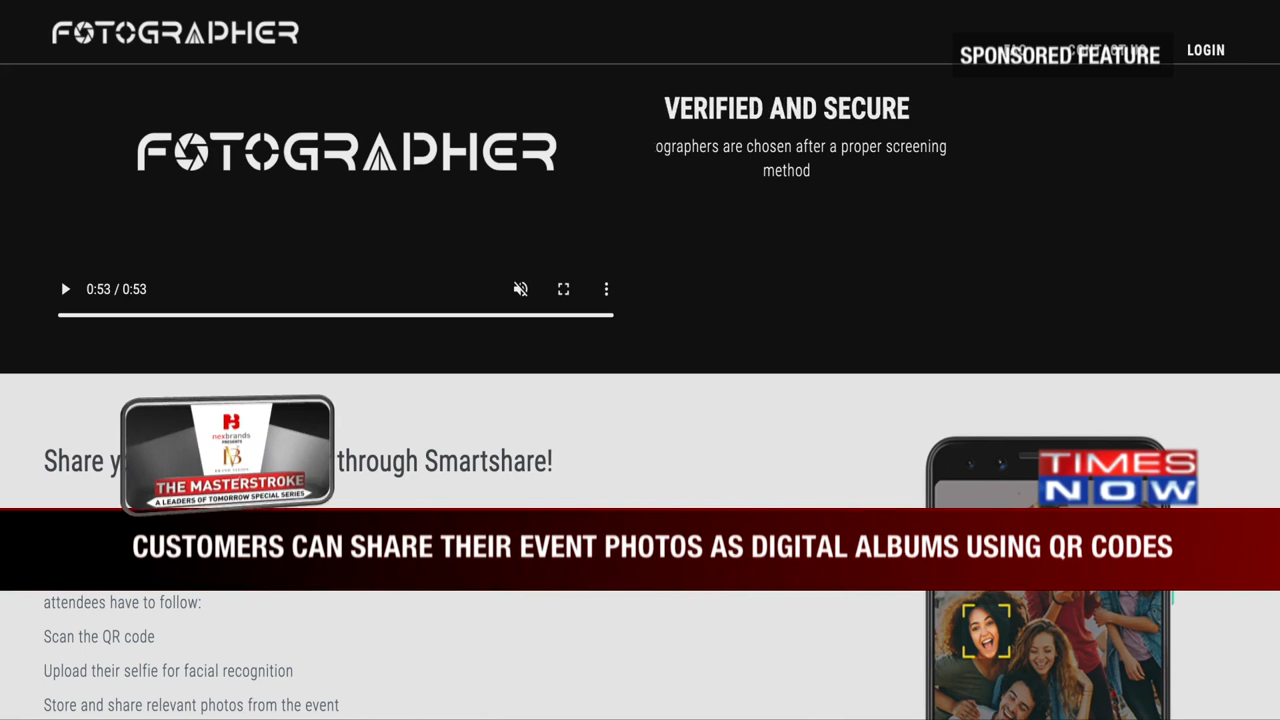 FOTOGRAPHER
SPONSORED FEATURE
LOGIN
FOTOGRAPHER
VERIFIED AND SECURE
ographers are chosen after a proper screening
method
0:53 / 0:53
nexbrands
PRESENTS
THE MASTERSTROKE
A LEADERS OF TOMORROW SPECIAL SERIES
Share y
through Smartshare!
TIMES
NOW
CUSTOMERS CAN SHARE THEIR EVENT PHOTOS AS DIGITAL ALBUMS USING QR CODES
attendees have to follow:
Scan the QR code
Upload their selfie for facial recognition
Store and share relevant photos from the event